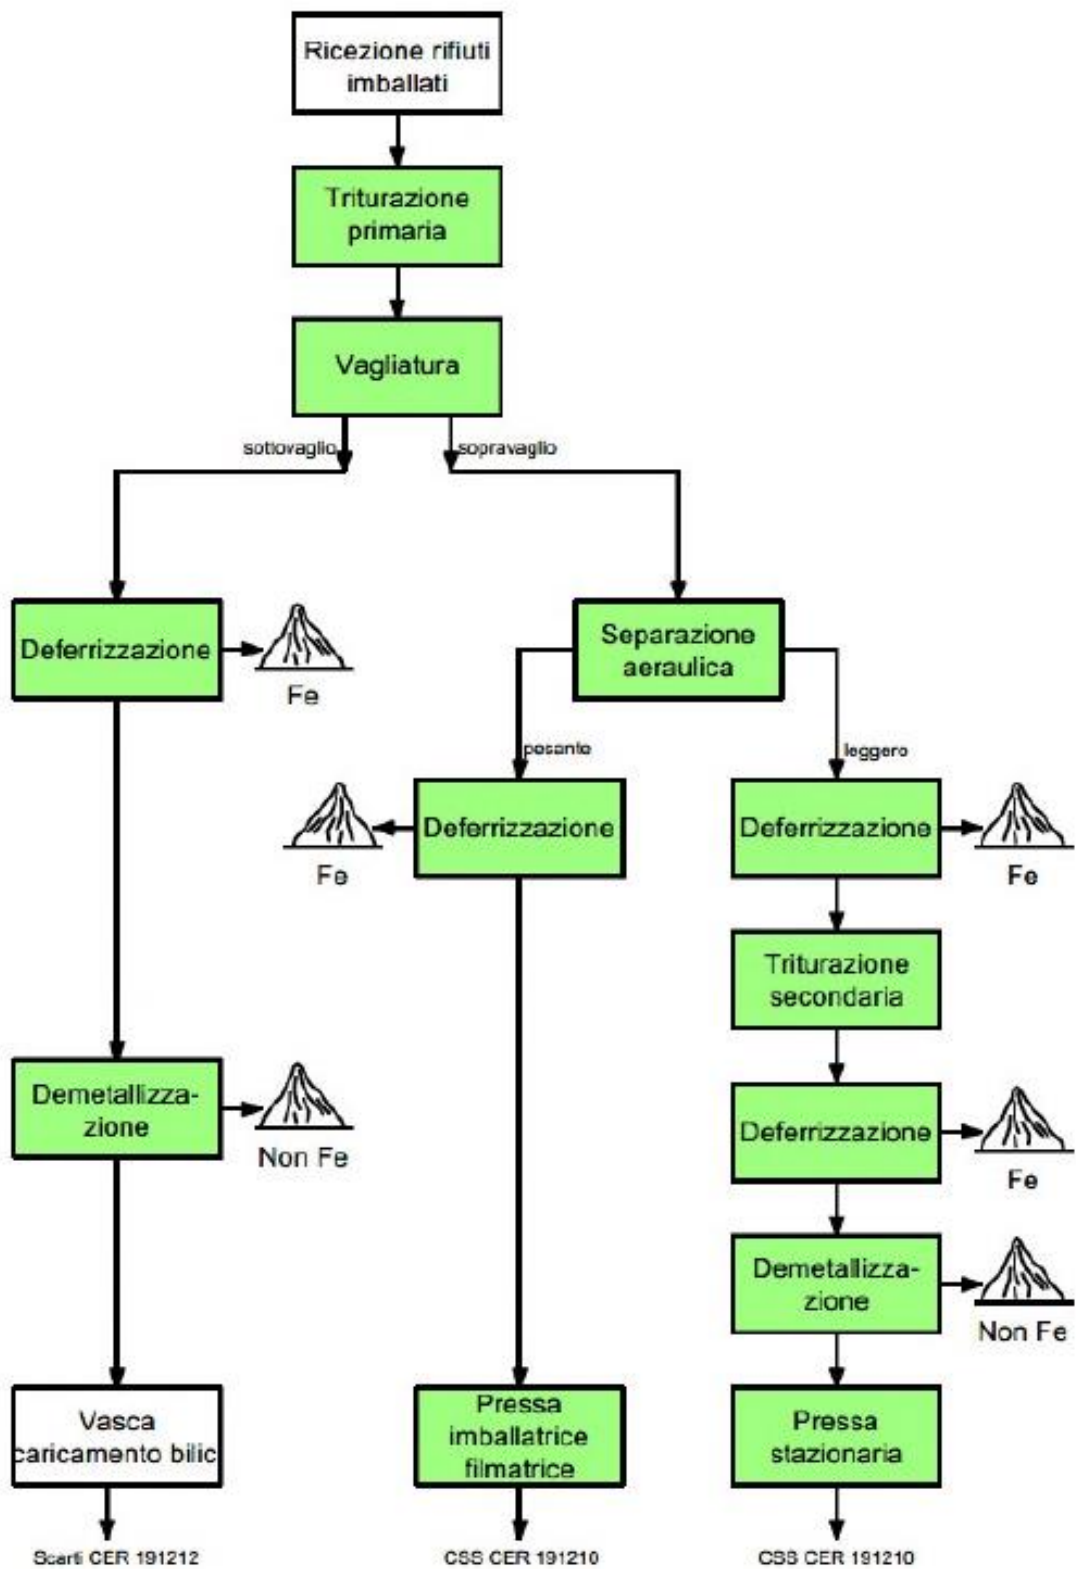 Ricezione rifiuti
imballati
Triturazione
primaria
Vagliatura
sottovaglio
sopravaglio
Deferrizzazione
Fe
Separazione
aeraulica
pesante
leggero
Fe
Deferrizzazione
Deferrizzazione
Fe
Triturazione
secondaria
Demetallizza-
zione
Non Fe
Deferrizzazione
Fe
Demetallizza-
zione
Non Fe
Vasca
caricamento bilic
Pressa
imballatrice
filmatrice
Pressa
stazionaria
Scarti CER 191212
CSS CER 191210
CSS CER 191210